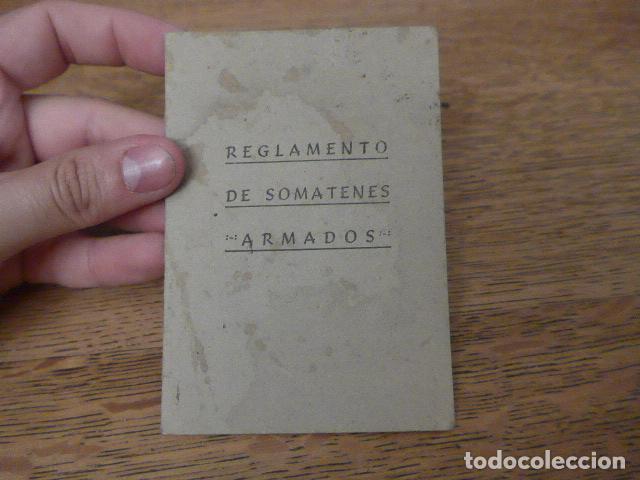 REGLAMENTO
DE SOMATENES
·:· ARMADOS ·:·
todocoleccion